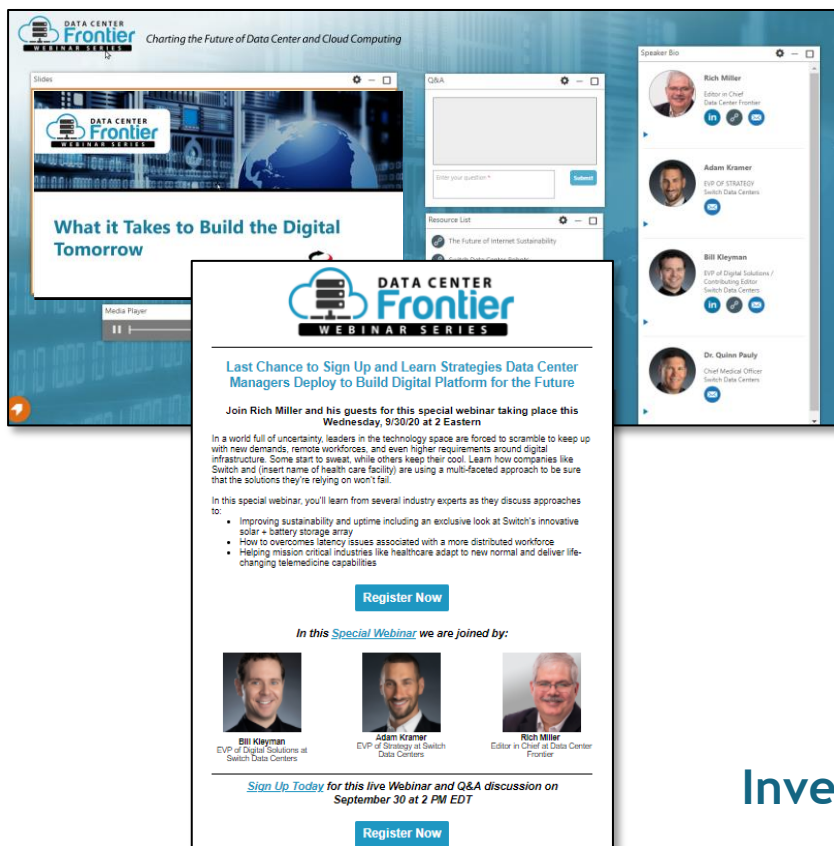 DATA CENTER
Frontier
WEBINAR SERIES
Charting the Future of Data Center and Cloud Computing
Slides
DATA CENTER
Frontier
WEBINAR SERIES
What it Takes to Build the Digital
Tomorrow
Media Player
Q&A
Enter your question *
Submit
Resource List
The Future of Internet Sustainability
Switch Data Center Robots
Speaker Bio
Rich Miller
Editor in Chief
Data Center Frontier
Adam Kramer
EVP OF STRATEGY
Switch Data Centers
Bill Kleyman
EVP of Digital Solutions /
Contributing Editor
Switch Data Centers
Dr. Quinn Pauly
Chief Medical Officer
Switch Data Centers
DATA CENTER
Frontier
WEBINAR SERIES
Last Chance to Sign Up and Learn Strategies Data Center
Managers Deploy to Build Digital Platform for the Future
Join Rich Miller and his guests for this special webinar taking place this
Wednesday, 9/30/20 at 2 Eastern
In a world full of uncertainty, leaders in the technology space are forced to scramble to keep up
with new demands, remote workforces, and even higher requirements around digital
infrastructure. Some start to sweat, while others keep their cool. Learn how companies like
Switch and (insert name of health care facility) are using a multi-faceted approach to be sure
that the solutions they're relying on won't fail.
In this special webinar, you'll learn from several industry experts as they discuss approaches
to:
• Improving sustainability and uptime including an exclusive look at Switch's innovative
solar + battery storage array
• How to overcomes latency issues associated with a more distributed workforce
• Helping mission critical industries like healthcare adapt to new normal and deliver life-
changing telemedicine capabilities
Register Now
In this Special Webinar we are joined by:
Bill Kleyman
EVP of Digital Solutions at
Switch Data Centers
Adam Kramer
EVP of Strategy at Switch
Data Centers
Rich Miller
Editor in Chief at Data Center
Frontier
Sign Up Today for this live Webinar and Q&A discussion on
September 30 at 2 PM EDT
Register Now
Inve